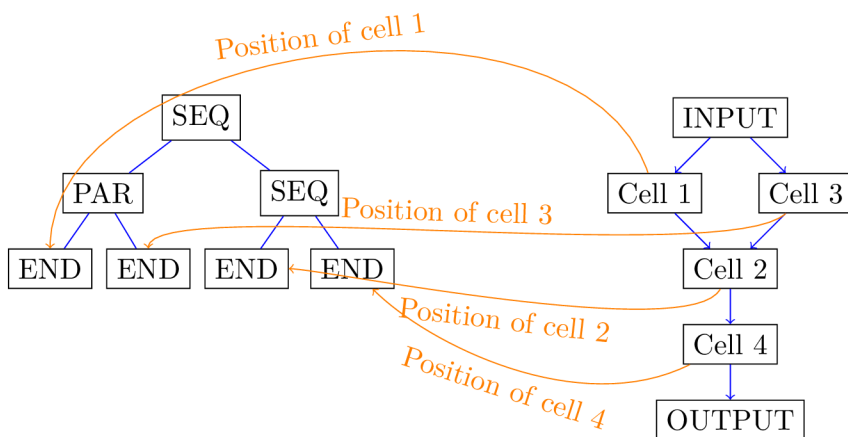 Position of cell 1
SEQ
INPUT
PAR
SEQ
Cell 1
Cell 3
Position of cell 3
END
END
END
END
Cell 2
Position of cell 2
Cell 4
Position of cell 4
OUTPUT